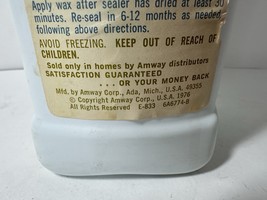 Apply wax after sealer has dried at least 30
minutes. Re-seal in 6-12 months as needed
following above directions.
AVOID FREEZING. KEEP OUT OF REACH OF
CHILDREN.
Sold only in homes by Amway distributors
SATISFACTION GUARANTEED
. . . OR YOUR MONEY BACK
Mfd. by Amway Corp., Ada, Mich., U.S.A. 49355
© Copyright Amway Corp., U.S.A. 1976
All Rights Reserved E-833 6A6774-B